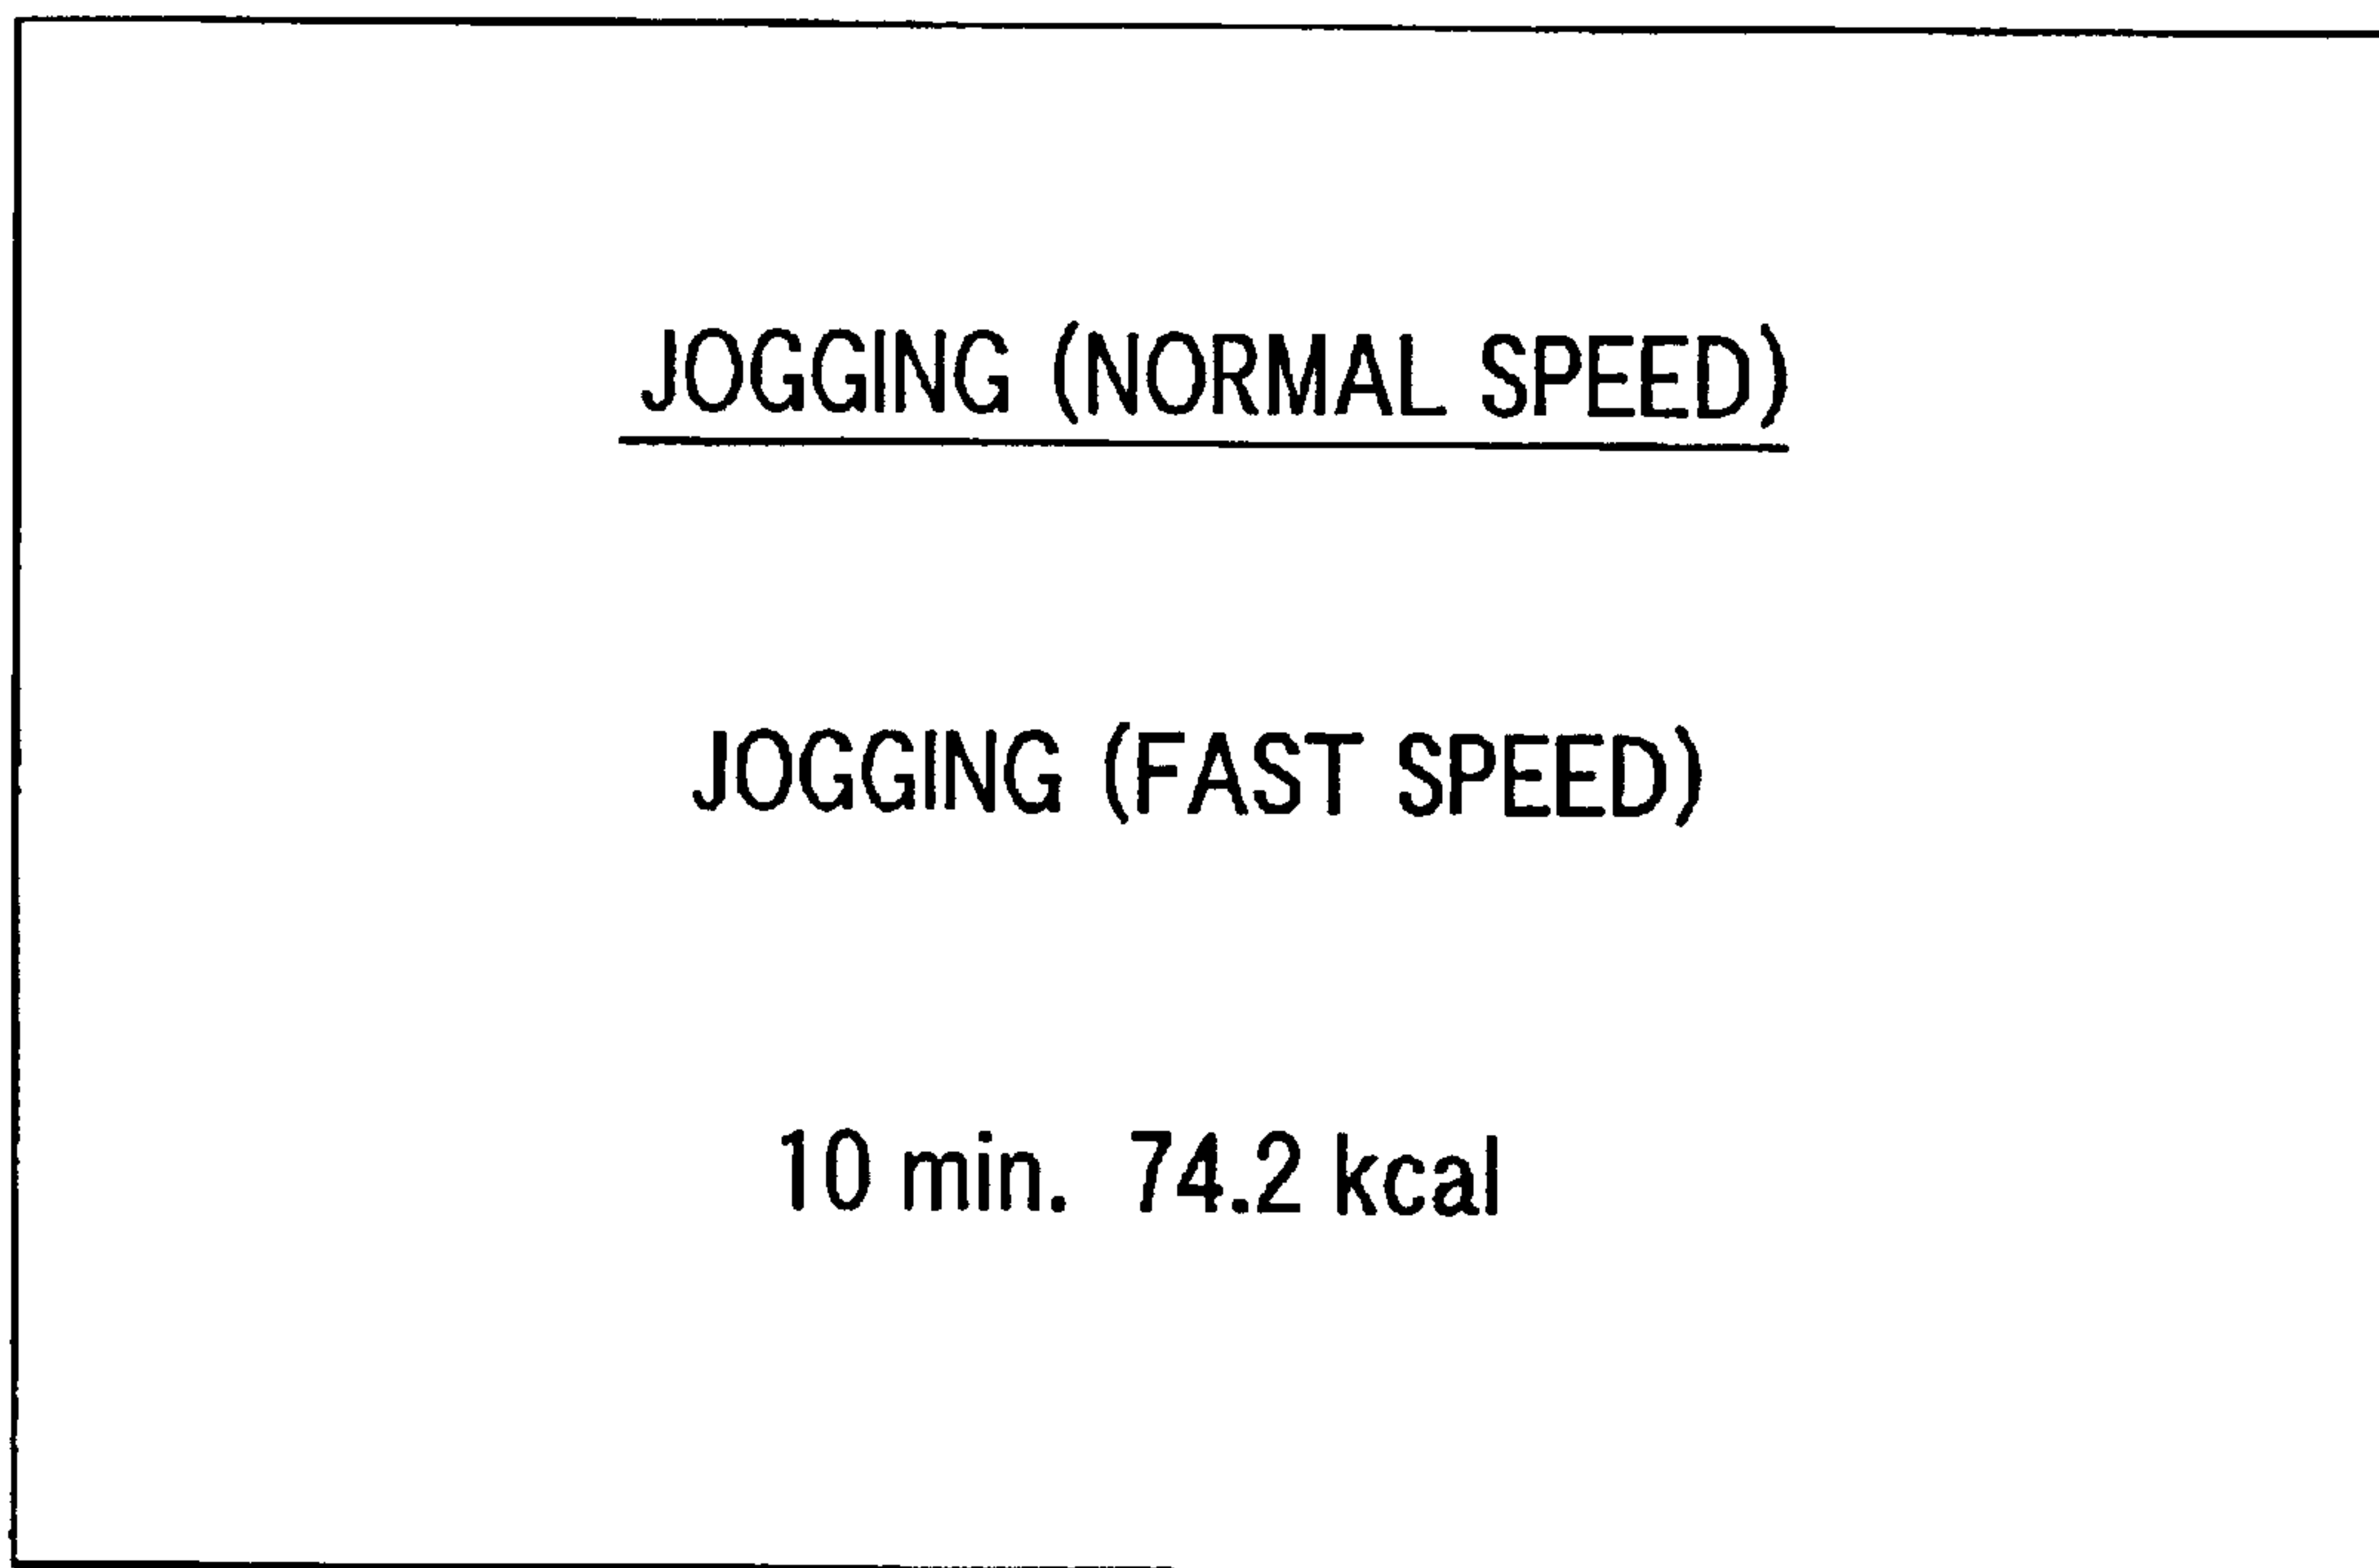 JOGGING (NORMAL SPEED)
JOGGING (FAST SPEED)
10 min. 74.2 kcal